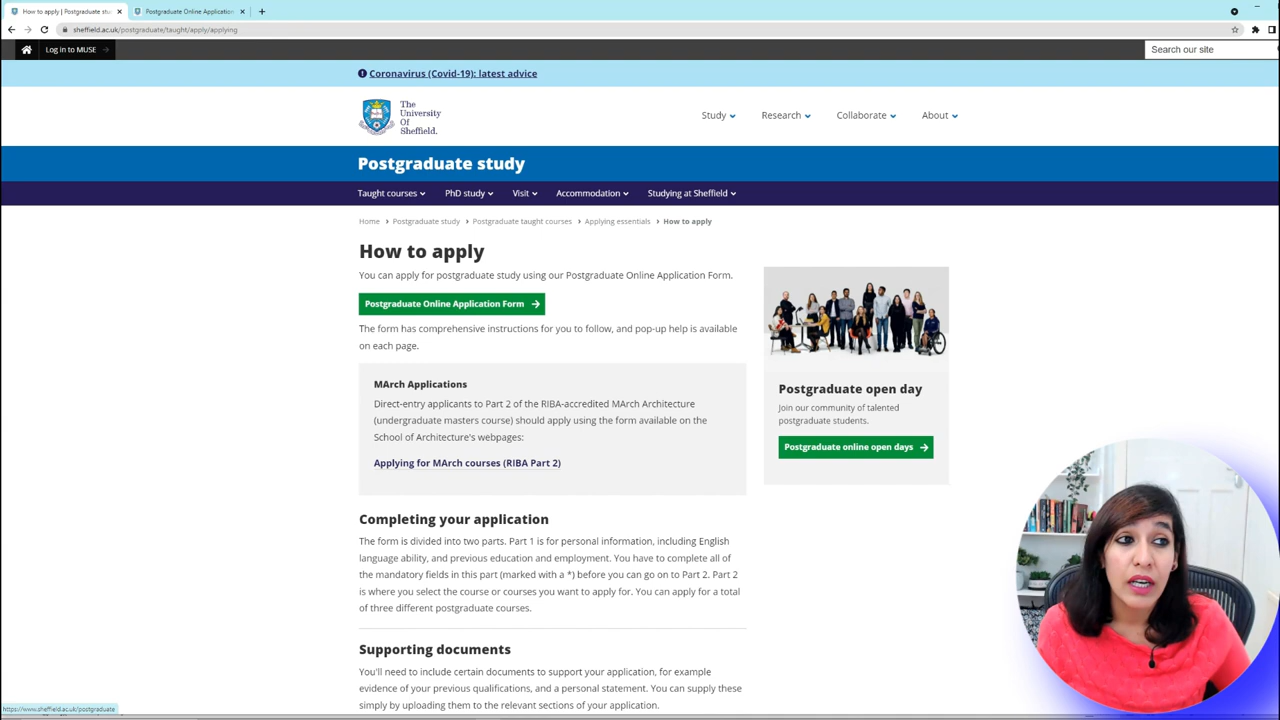 How to apply | Postgraduate stu
Postgraduate Online Application
sheffield.ac.uk/postgraduate/taught/apply/applying
Log in to MUSE
Search our site
Coronavirus (Covid-19): latest advice
The
University
Of
Sheffield.
Study
Research
Collaborate
About
Postgraduate study
Taught courses
PhD study
Visit
Accommodation
Studying at Sheffield
Home > Postgraduate study > Postgraduate taught courses > Applying essentials > How to apply
How to apply
You can apply for postgraduate study using our Postgraduate Online Application Form.
Postgraduate Online Application Form →
The form has comprehensive instructions for you to follow, and pop-up help is available
on each page.
MArch Applications
Direct-entry applicants to Part 2 of the RIBA-accredited MArch Architecture
(undergraduate masters course) should apply using the form available on the
School of Architecture's webpages:
Applying for MArch courses (RIBA Part 2)
Postgraduate open day
Join our community of talented
postgraduate students.
Postgraduate online open days →
Completing your application
The form is divided into two parts. Part 1 is for personal information, including English
language ability, and previous education and employment. You have to complete all of
the mandatory fields in this part (marked with a *) before you can go on to Part 2. Part 2
is where you select the course or courses you want to apply for. You can apply for a total
of three different postgraduate courses.
Supporting documents
You'll need to include certain documents to support your application, for example
evidence of your previous qualifications, and a personal statement. You can supply these
simply by uploading them to the relevant sections of your application.
https://www.sheffield.ac.uk/postgraduate